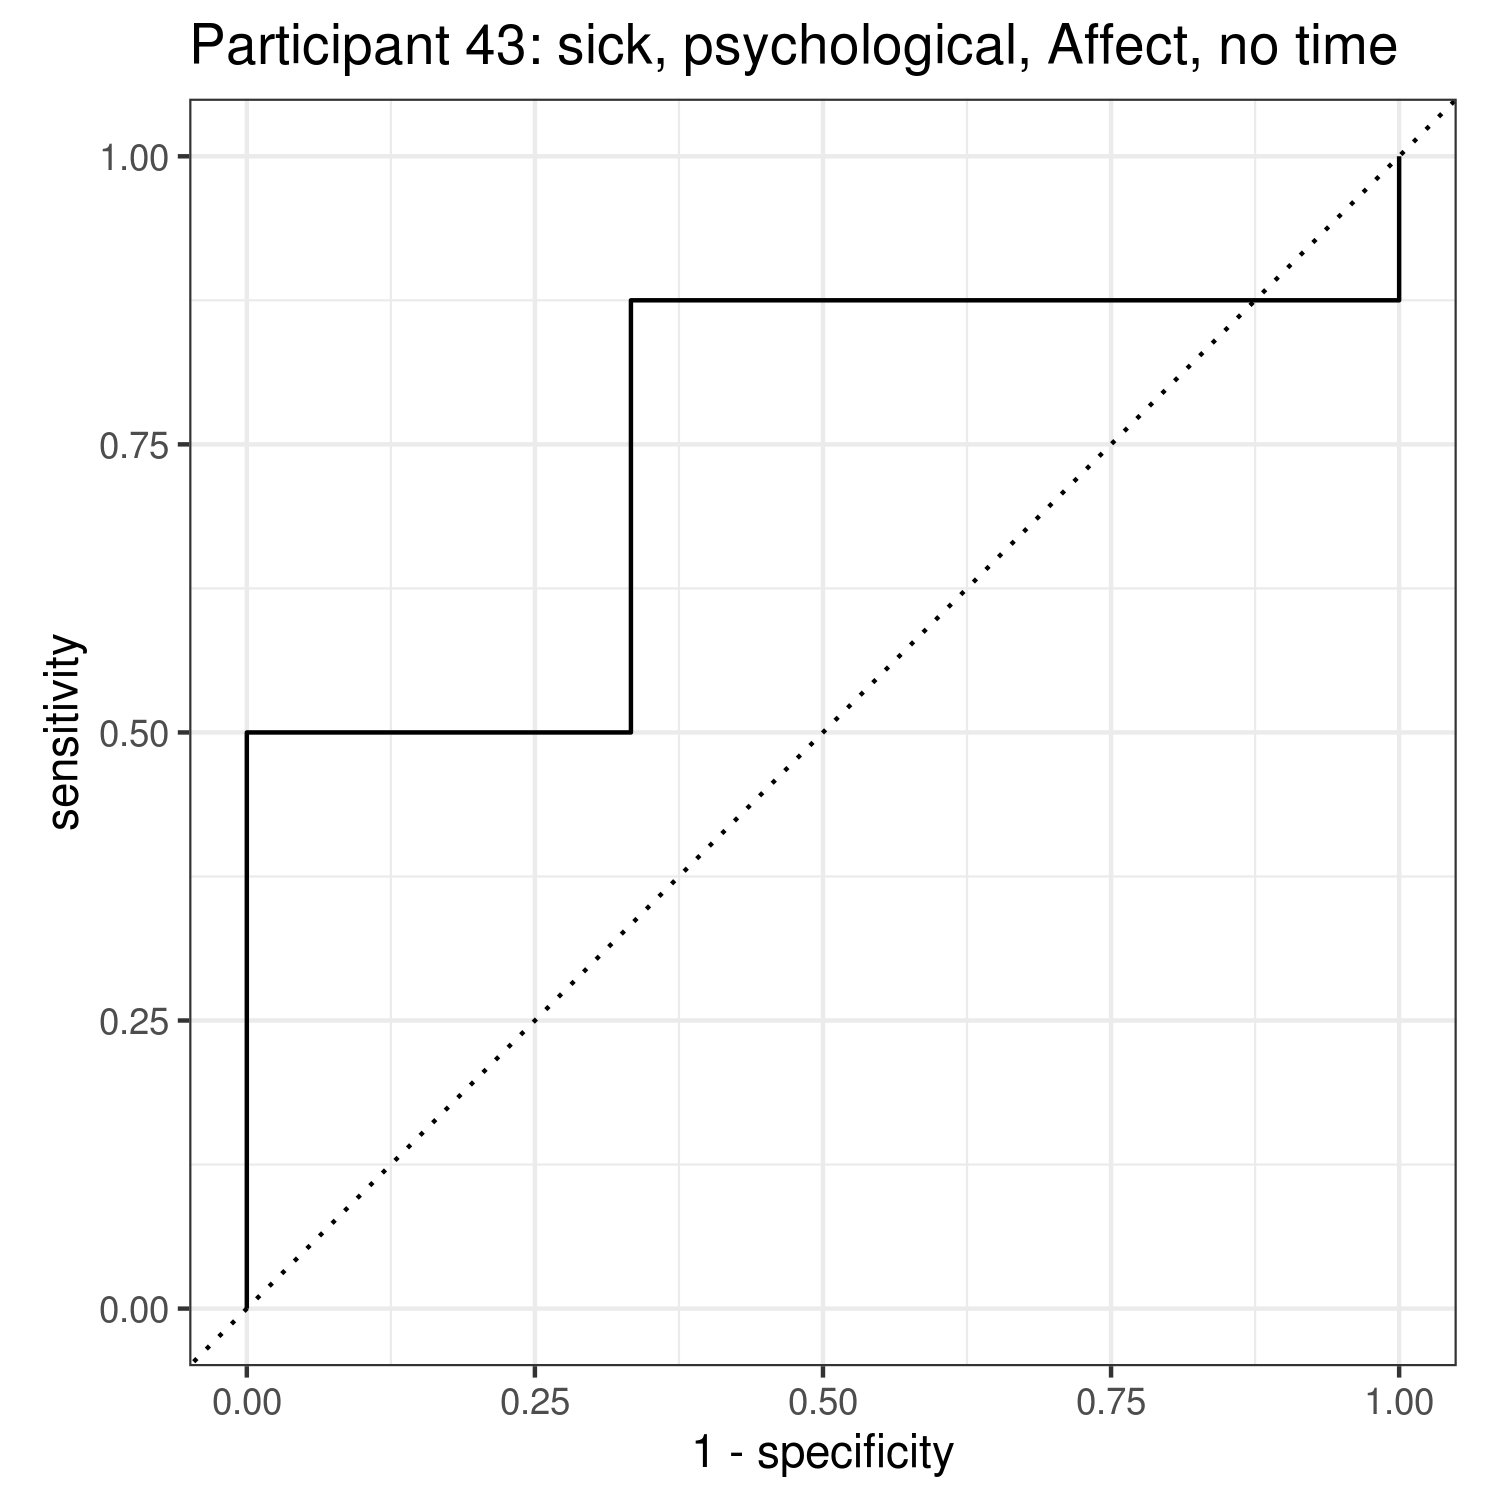 Participant 43: sick, psychological, Affect, no time
1.00
0.75
0.50
0.25
0.00
sensitivity
0.00 0.25 0.50 0.75 1.00
1 - specificity